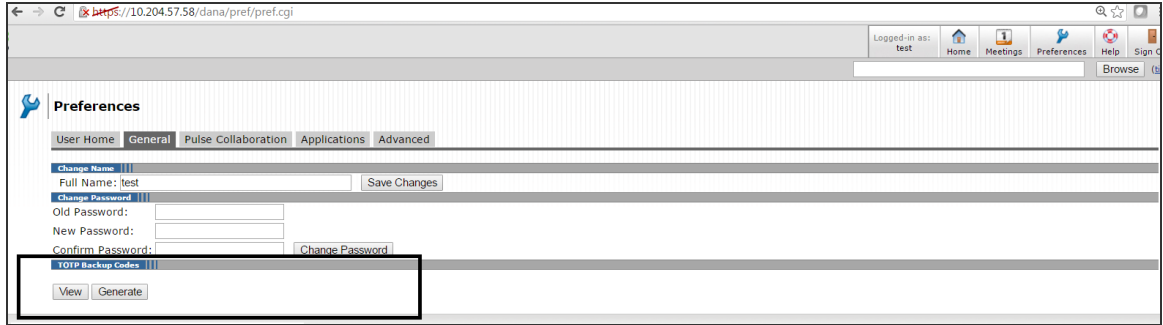 https://10.204.57.58/dana/pref/pref.cgi
Logged-in as:
test
Home
1
Meetings
Preferences
Help
Sign
Browse
Preferences
User Home General Pulse Collaboration Applications Advanced
Change Name
Full Name: test Save Changes
Change Password
Old Password:
New Password:
Confirm Password: Change Password
TOTP Backup Codes
View Generate